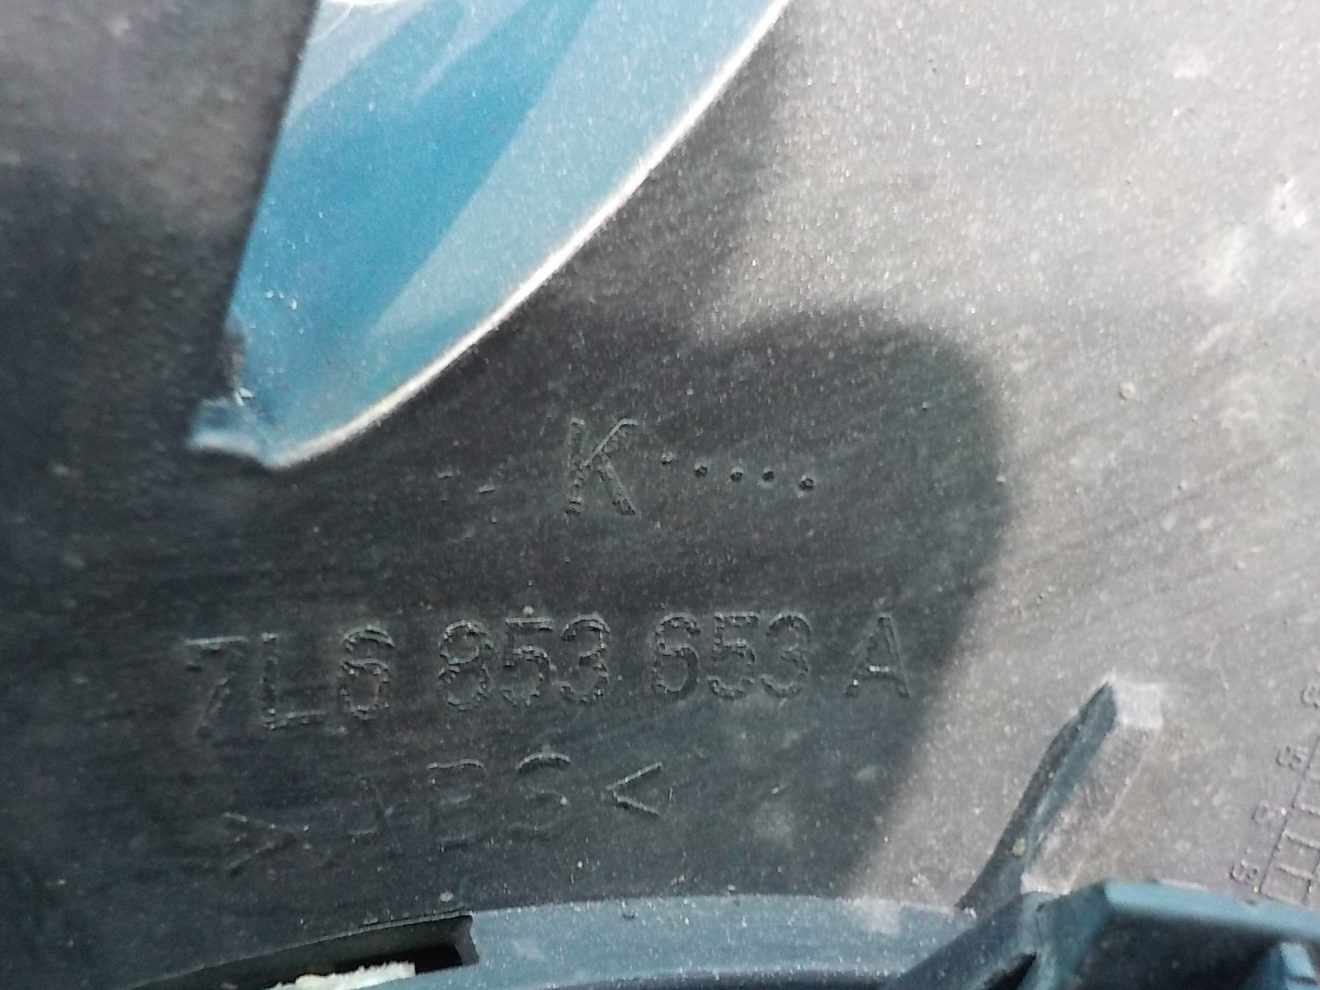 K.....
7L6 853 653 A
>ABS<